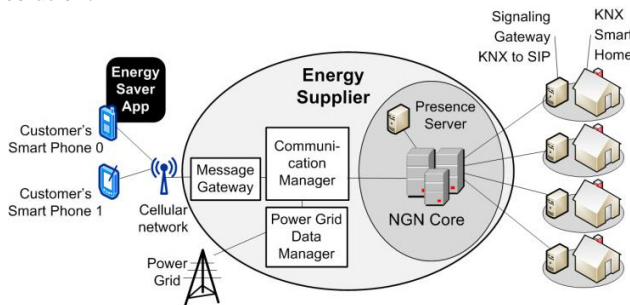 Energy
Saver
App
Customer's
Smart Phone 0
Customer's
Smart Phone 1
Cellular
network
Power
Grid
Energy
Supplier
Message
Gateway
Communi-
cation
Manager
Power Grid
Data
Manager
Presence
Server
NGN Core
Signaling
Gateway
KNX to SIP
KNX
Smart
Home